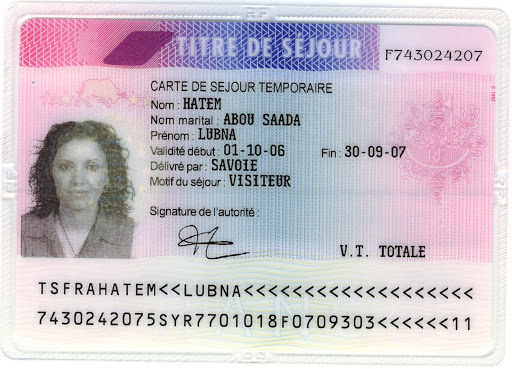 TITRE DE SÉJOUR
F743024207
CARTE DE SEJOUR TEMPORAIRE
Nom : HATEM
Nom marital : ABOU SAADA
Prénom : LUBNA
Validité début : 01-10-06 Fin : 30-09-07
Délivré par : SAVOIE
Motif du séjour : VISITEUR
Signature de l'autorité :
V.T. TOTALE
TSFRAHATEM<<LUBNA<<<<<<<<<<<<<<<<<<<
7430242075SYR7701018F0709303<<<<<<11